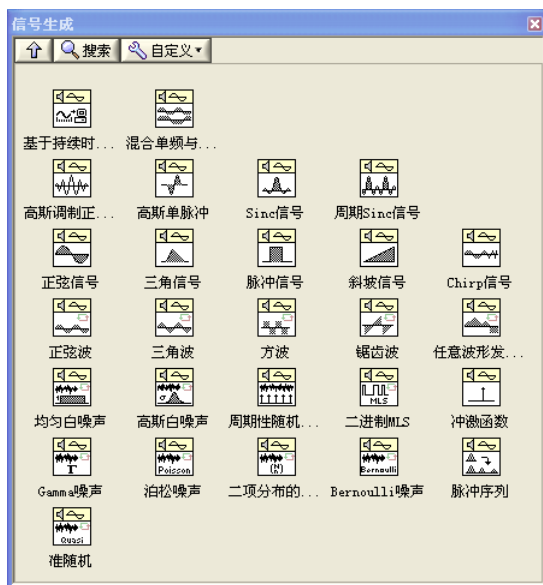 信号生成
搜索 自定义
基于持续时... 混合单频与...
高斯调制正... 高斯单脉冲 Sinc信号 周期Sinc信号
正弦信号 三角信号 脉冲信号 斜坡信号 Chirp信号
正弦波 三角波 方波 锯齿波 任意波形发...
MLS
均匀白噪声 高斯白噪声 周期性随机... 二进制MLS 冲激函数
Γ Poisson (N k) Bernoulli
Gamma噪声 泊松噪声 二项分布的... Bernoulli噪声 脉冲序列
Quasi
准随机